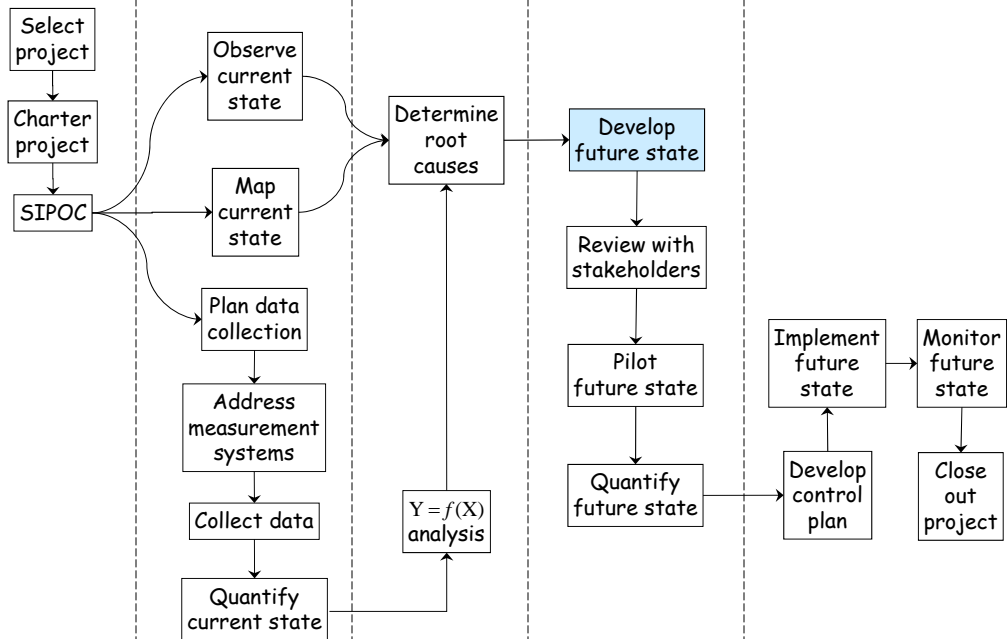 Select
project
Charter
project
SIPOC
Observe
current
state
Map
current
state
Plan data
collection
Address
measurement
systems
Collect data
Quantify
current state
Determine
root
causes
Y = f(X)
analysis
Develop
future state
Review with
stakeholders
Pilot
future state
Quantify
future state
Implement
future
state
Develop
control
plan
Monitor
future
state
Close
out
project